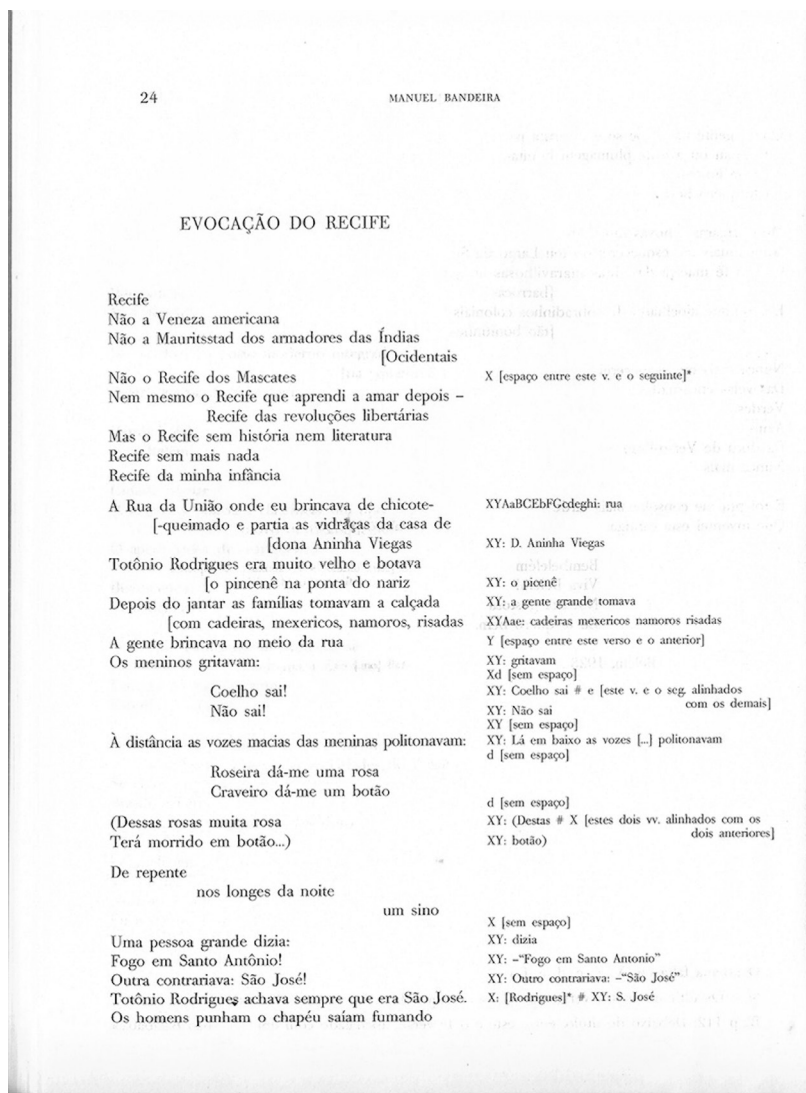 24
MANUEL BANDEIRA
EVOCAÇÃO DO RECIFE
Recife
Não a Veneza americana
Não a Mauritsstad dos armadores das Índias
[Ocidentais
Não o Recife dos Mascates
X [espaço entre este v. e o seguinte]*
Nem mesmo o Recife que aprendi a amar depois –
Recife das revoluções libertárias
Mas o Recife sem história nem literatura
Recife sem mais nada
Recife da minha infância
A Rua da União onde eu brincava de chicote-
XYAaBCEbFGcdeghi: rua
[-queimado e partia as vidraças da casa de
[dona Aninha Viegas
XY: D. Aninha Viegas
Totônio Rodrigues era muito velho e botava
[o pincenê na ponta do nariz
XY: o picenê
Depois do jantar as famílias tomavam a calçada
XY: a gente grande tomava
[com cadeiras, mexericos, namoros, risadas
XYAae: cadeiras mexericos namoros risadas
A gente brincava no meio da rua
Y [espaço entre este verso e o anterior]
Os meninos gritavam:
XY: gritavam
Xd [sem espaço]
Coelho sai!
XY: Coelho sai # e [este v. e o seg. alinhados
com os demais]
Não sai!
XY: Não sai
XY [sem espaço]
À distância as vozes macias das meninas politonavam:
XY: Lá em baixo as vozes [...] politonavam
d [sem espaço]
Roseira dá-me uma rosa
Craveiro dá-me um botão
d [sem espaço]
(Dessas rosas muita rosa
XY: (Destas # X [estes dois vv. alinhados com os
dois anteriores]
Terá morrido em botão...)
XY: botão)
De repente
nos longes da noite
um sino
X [sem espaço]
Uma pessoa grande dizia:
XY: dizia
Fogo em Santo Antônio!
XY: –“Fogo em Santo Antonio”
Outra contrariava: São José!
XY: Outro contrariava: –“São José”
Totônio Rodrigues achava sempre que era São José.
X: [Rodrigues]* # XY: S. José
Os homens punham o chapéu saíam fumando